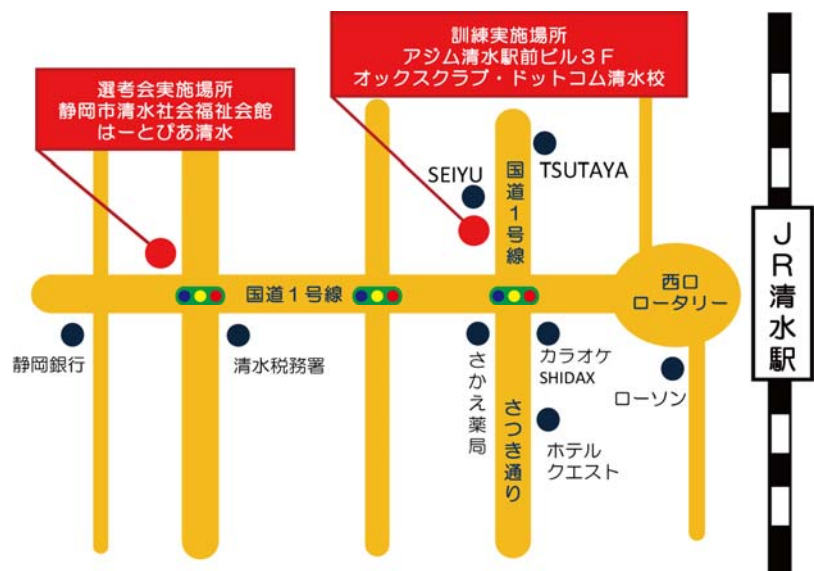 訓練実施場所
アジム清水駅前ビル３Ｆ
オックスクラブ・ドットコム清水校
選考会実施場所
静岡市清水社会福祉会館
はーとぴあ清水
SEIYU
TSUTAYA
国道１号線
国道１号線
西口
ロータリー
ＪＲ清水駅
静岡銀行
清水税務署
さかえ薬局
カラオケ
SHIDAX
ローソン
さつき通り
ホテル
クエスト